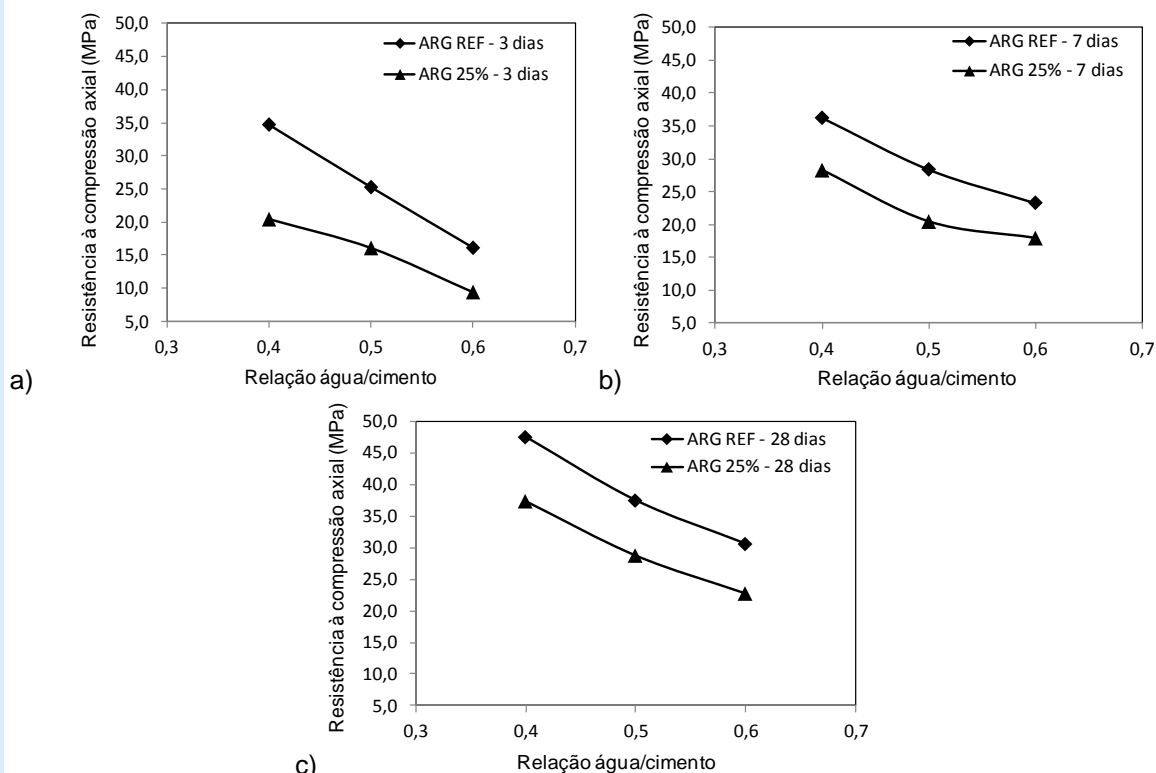 Resistência à compressão axial (MPa)
50,0
45,0
40,0
35,0
30,0
25,0
20,0
15,0
10,0
5,0
ARG REF - 3 dias
ARG 25% - 3 dias
0,3 0,4 0,5 0,6 0,7
Relação água/cimento
a)
Resistência à compressão axial (MPa)
50,0
45,0
40,0
35,0
30,0
25,0
20,0
15,0
10,0
5,0
ARG REF - 7 dias
ARG 25% - 7 dias
0,3 0,4 0,5 0,6 0,7
Relação água/cimento
b)
Resistência à compressão axial (MPa)
50,0
45,0
40,0
35,0
30,0
25,0
20,0
15,0
10,0
5,0
ARG REF - 28 dias
ARG 25% - 28 dias
0,3 0,4 0,5 0,6 0,7
Relação água/cimento
c)